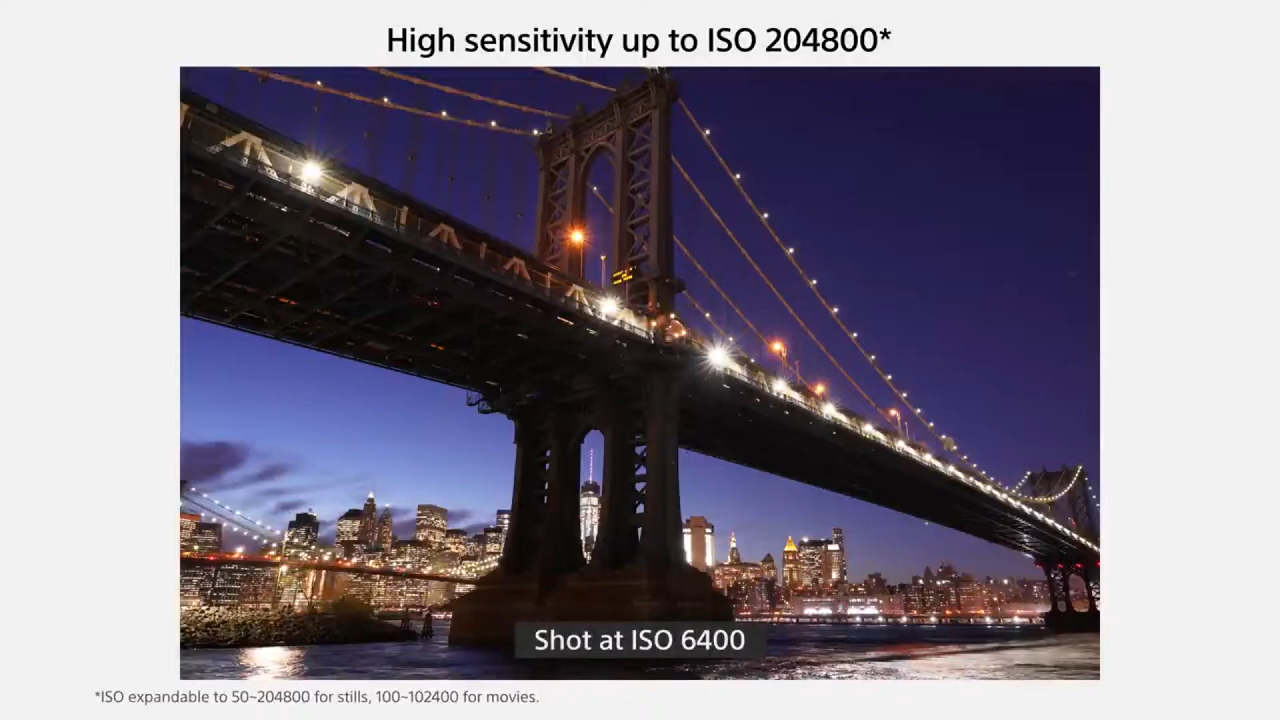 High sensitivity up to ISO 204800*
Shot at ISO 6400
*ISO expandable to 50~204800 for stills, 100~102400 for movies.